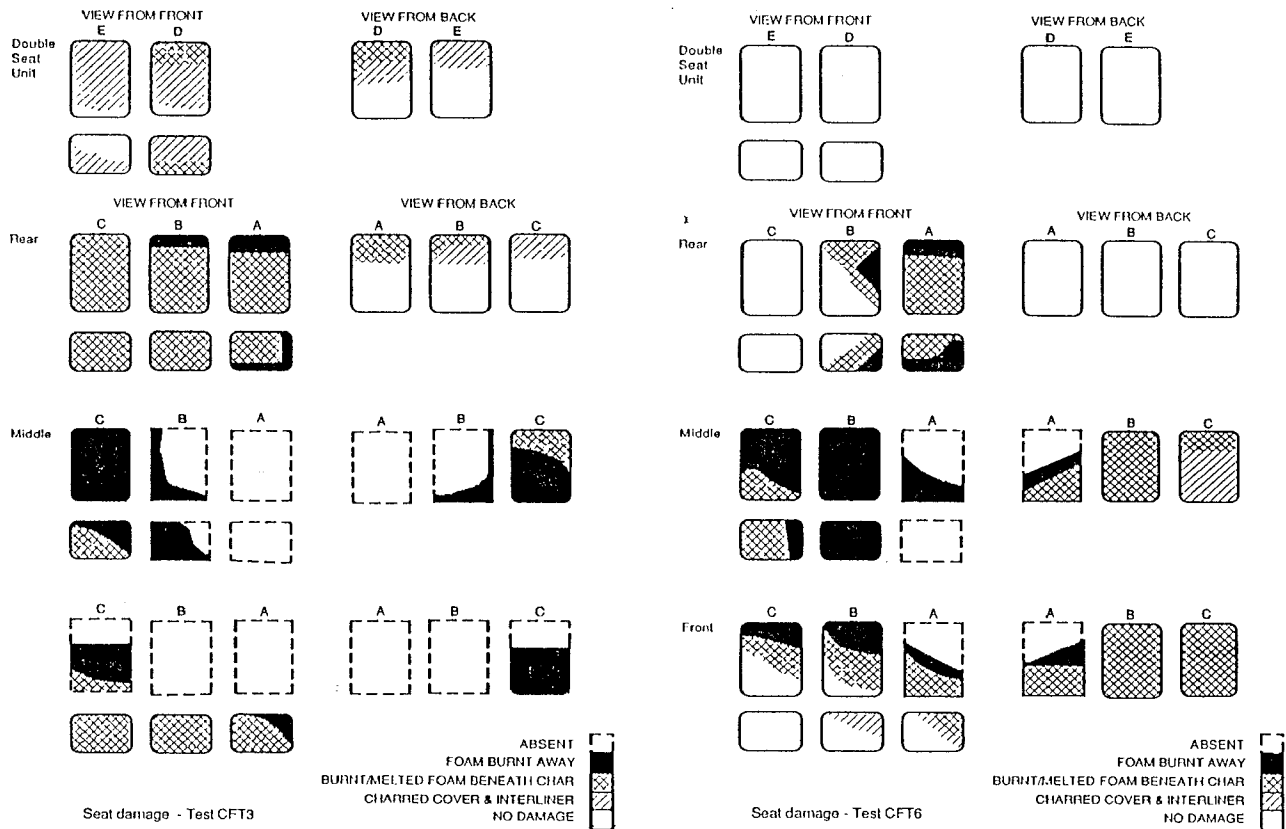 VIEW FROM FRONT
E D
Double
Seat
Unit
VIEW FROM BACK
D E
VIEW FROM FRONT
C B A
Rear
VIEW FROM BACK
A B C
Middle
C B A
A B C
C B A
A B C
ABSENT
FOAM BURNT AWAY
BURNT/MELTED FOAM BENEATH CHAR
CHARRED COVER & INTERLINER
NO DAMAGE
Seat damage - Test CFT3
VIEW FROM FRONT
E D
Double
Seat
Unit
VIEW FROM BACK
D E
VIEW FROM FRONT
C B A
Rear
VIEW FROM BACK
A B C
Middle
C B A
A B C
Front
C B A
A B C
ABSENT
FOAM BURNT AWAY
BURNT/MELTED FOAM BENEATH CHAR
CHARRED COVER & INTERLINER
NO DAMAGE
Seat damage - Test CFT6